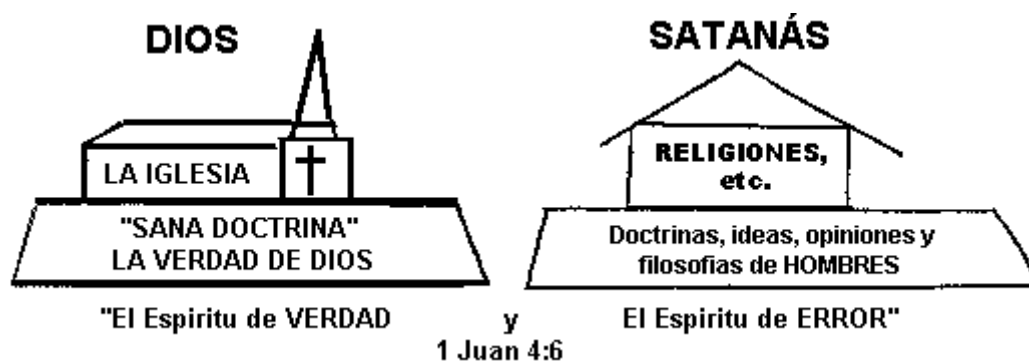 DIOS
LA IGLESIA
"SANA DOCTRINA"
LA VERDAD DE DIOS
SATANÁS
RELIGIONES,
etc.
Doctrinas, ideas, opiniones y
filosofias de HOMBRES
"El Espiritu de VERDAD y El Espiritu de ERROR"
1 Juan 4:6